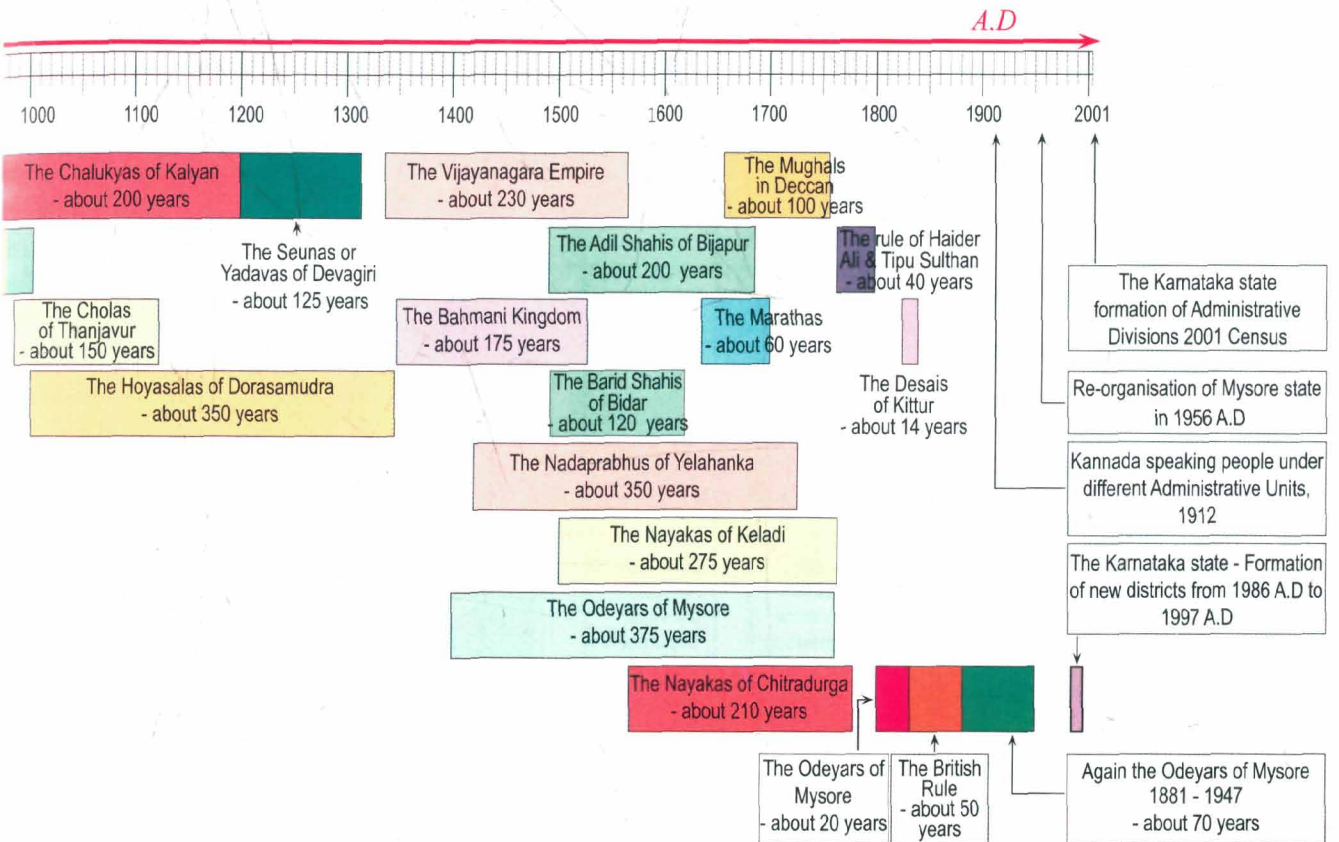 A.D
1000 1100 1200 1300 1400 1500 1600 1700 1800 1900 2001
The Chalukyas of Kalyan
- about 200 years
The Vijayanagara Empire
- about 230 years
The Mughals
in Deccan
- about 100 years
The Seunas or
Yadavas of Devagiri
- about 125 years
The Adil Shahis of Bijapur
- about 200 years
The rule of Haider
Ali & Tipu Sulthan
- about 40 years
The Cholas
of Thanjavur
- about 150 years
The Bahmani Kingdom
- about 175 years
The Marathas
- about 60 years
The Karnataka state
formation of Administrative
Divisions 2001 Census
The Hoyasalas of Dorasamudra
- about 350 years
The Barid Shahis
of Bidar
- about 120 years
The Desais
of Kittur
- about 14 years
Re-organisation of Mysore state
in 1956 A.D
The Nadaprabhus of Yelahanka
- about 350 years
Kannada speaking people under
different Administrative Units,
1912
The Nayakas of Keladi
- about 275 years
The Karnataka state - Formation
of new districts from 1986 A.D to
1997 A.D
The Odeyars of Mysore
- about 375 years
The Nayakas of Chitradurga
- about 210 years
The Odeyars of
Mysore
- about 20 years
The British
Rule
- about 50
years
Again the Odeyars of Mysore
1881 - 1947
- about 70 years